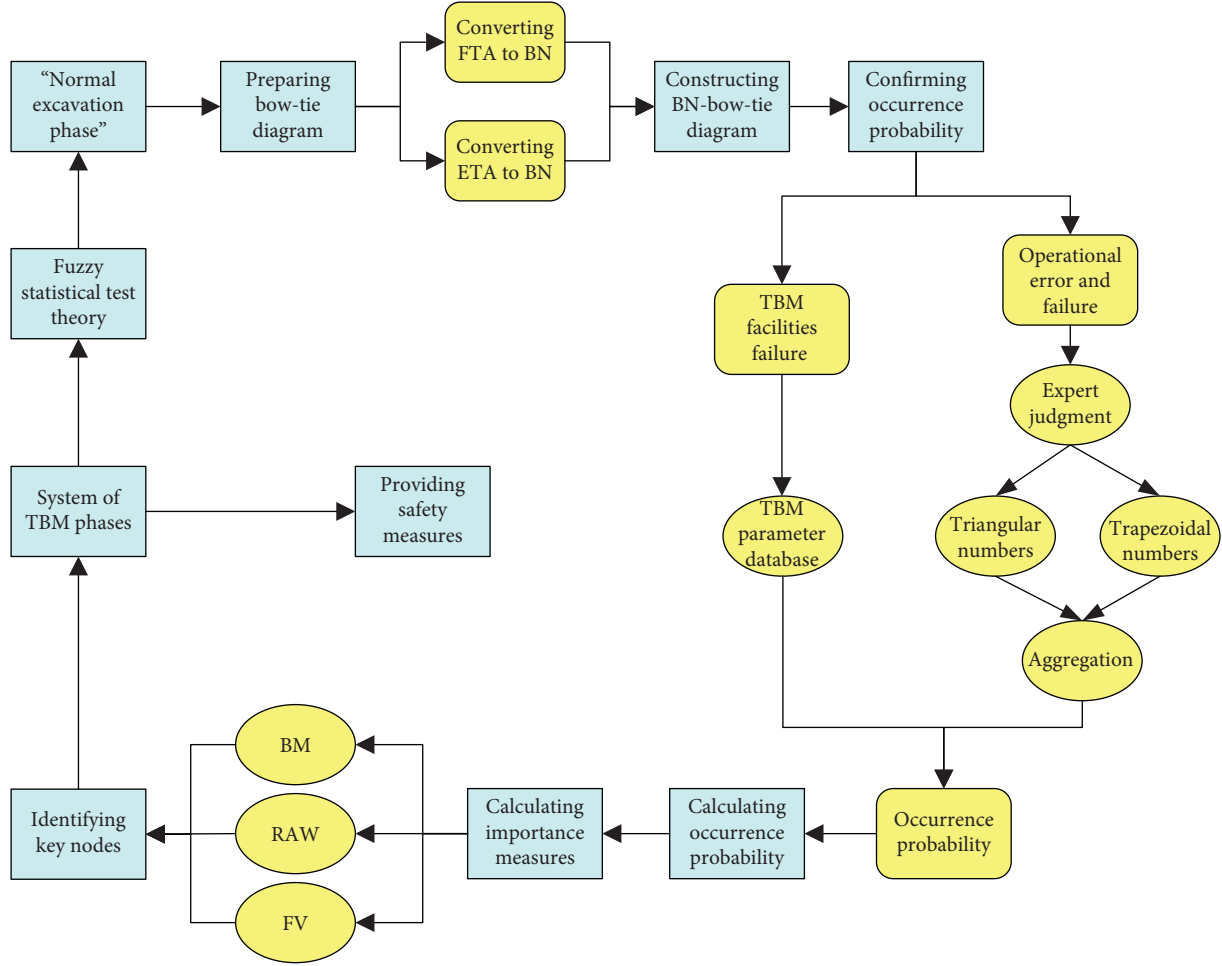 “Normal
excavation
phase”
Preparing
bow-tie
diagram
Converting
FTA to BN
Converting
ETA to BN
Constructing
BN-bow-tie
diagram
Confirming
occurrence
probability
Fuzzy
statistical test
theory
TBM
facilities
failure
Operational
error and
failure
Expert
judgment
System of
TBM phases
Providing
safety
measures
TBM
parameter
database
Triangular
numbers
Trapezoidal
numbers
Aggregation
Identifying
key nodes
BM
RAW
FV
Calculating
importance
measures
Calculating
occurrence
probability
Occurrence
probability